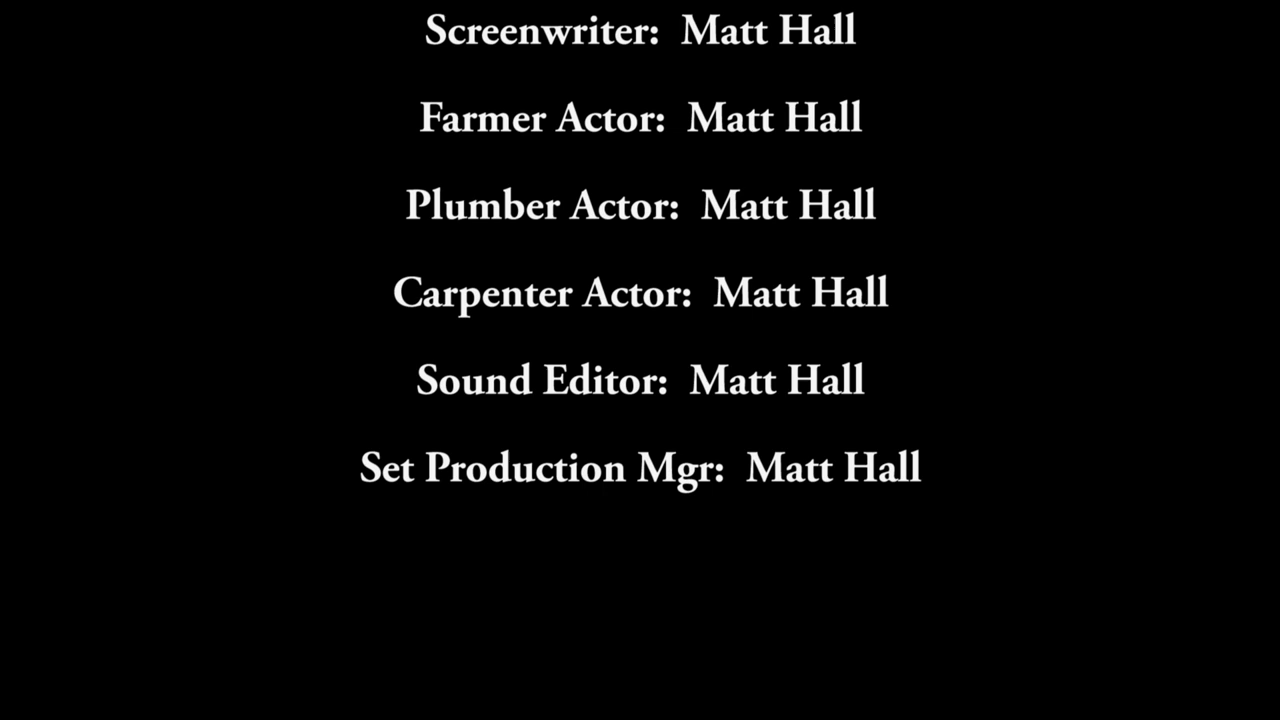 Screenwriter: Matt Hall
Farmer Actor: Matt Hall
Plumber Actor: Matt Hall
Carpenter Actor: Matt Hall
Sound Editor: Matt Hall
Set Production Mgr: Matt Hall